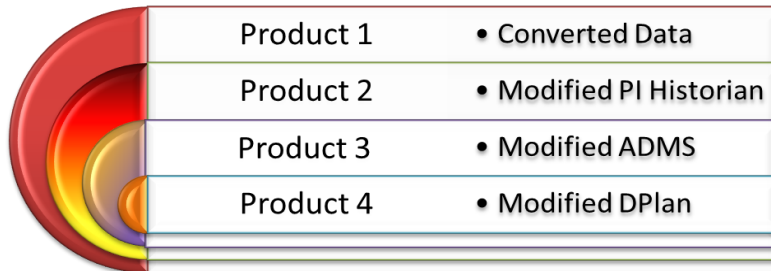 Product 1 • Converted Data
Product 2 • Modified PI Historian
Product 3 • Modified ADMS
Product 4 • Modified DPlan